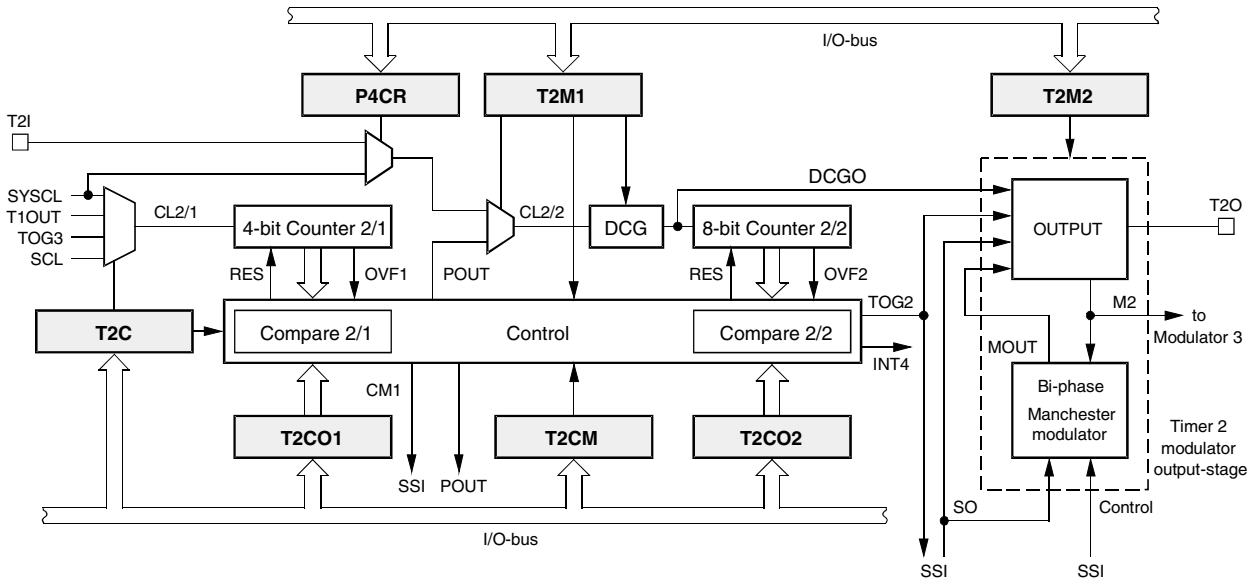 I/O-bus
P4CR
T2M1
T2M2
T2I
SYSCL
T1OUT
TOG3
SCL
CL2/1
4-bit Counter 2/1
CL2/2
DCG
DCGO
8-bit Counter 2/2
OUTPUT
T2O
RES
OVF1
POUT
RES
OVF2
TOG2
M2
to
Modulator 3
T2C
Compare 2/1
Control
Compare 2/2
INT4
MOUT
CM1
Bi-phase
Manchester
modulator
T2CO1
T2CM
T2CO2
Timer 2
modulator
output-stage
SSI
POUT
SO
Control
I/O-bus
SSI
SSI